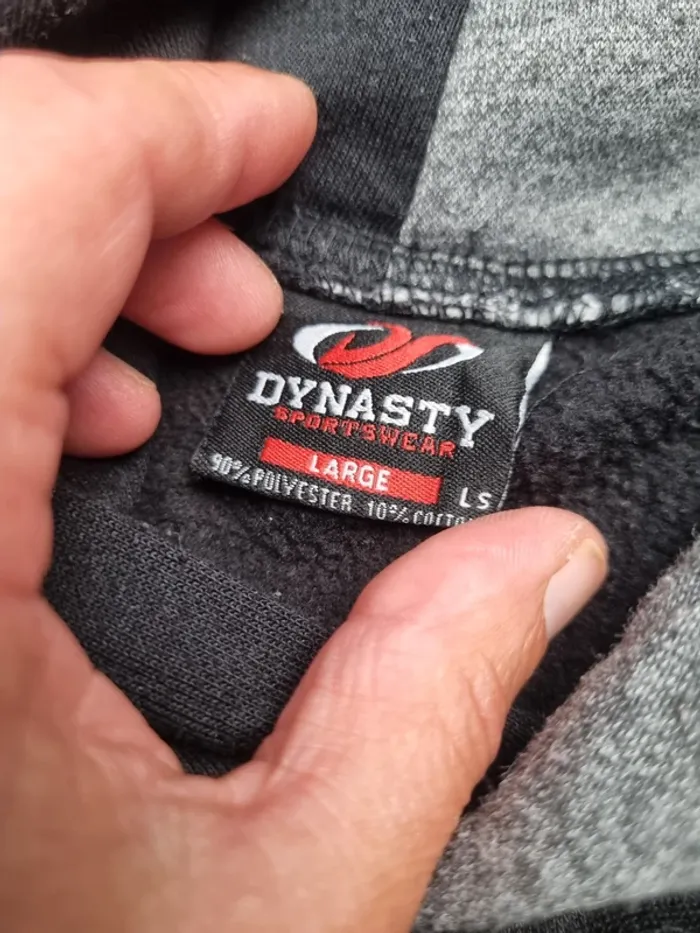 DYNASTY
SPORTSWEAR
LARGE
LS
90% POLYESTER 10% COTTO